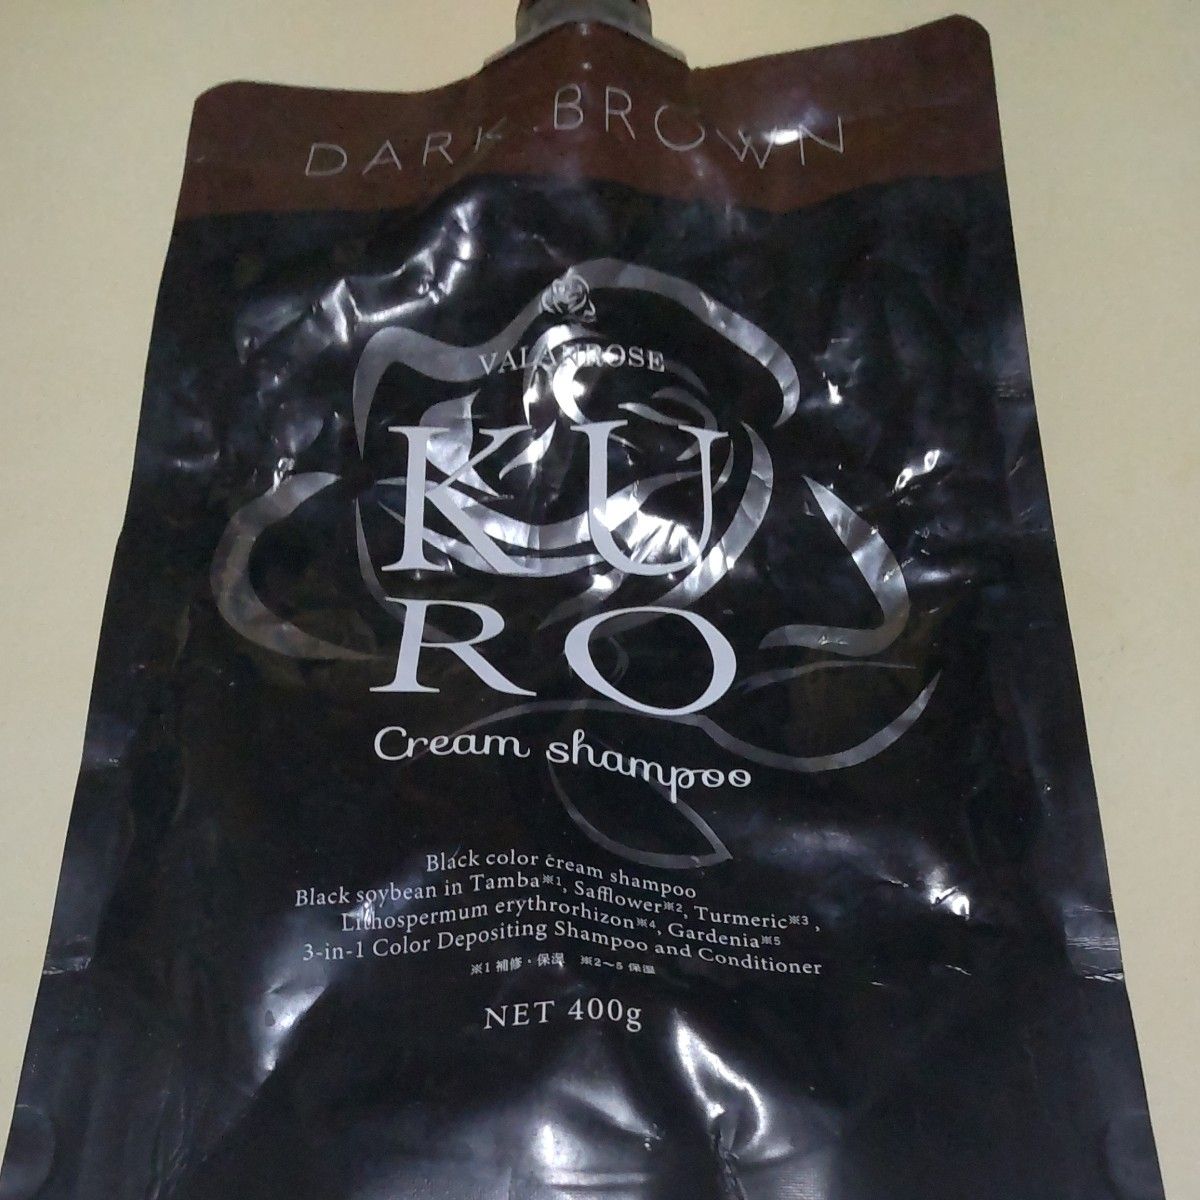 DARK BROWN
VALANROSE
KU
RO
Cream shampoo
Black color cream shampoo
Black soybean in Tamba※1, Safflower※2, Turmeric※3,
Lithospermum erythrorhizon※4, Gardenia※5
3-in-1 Color Depositing Shampoo and Conditioner
※1 補修・保湿 ※2~5 保湿
NET 400g